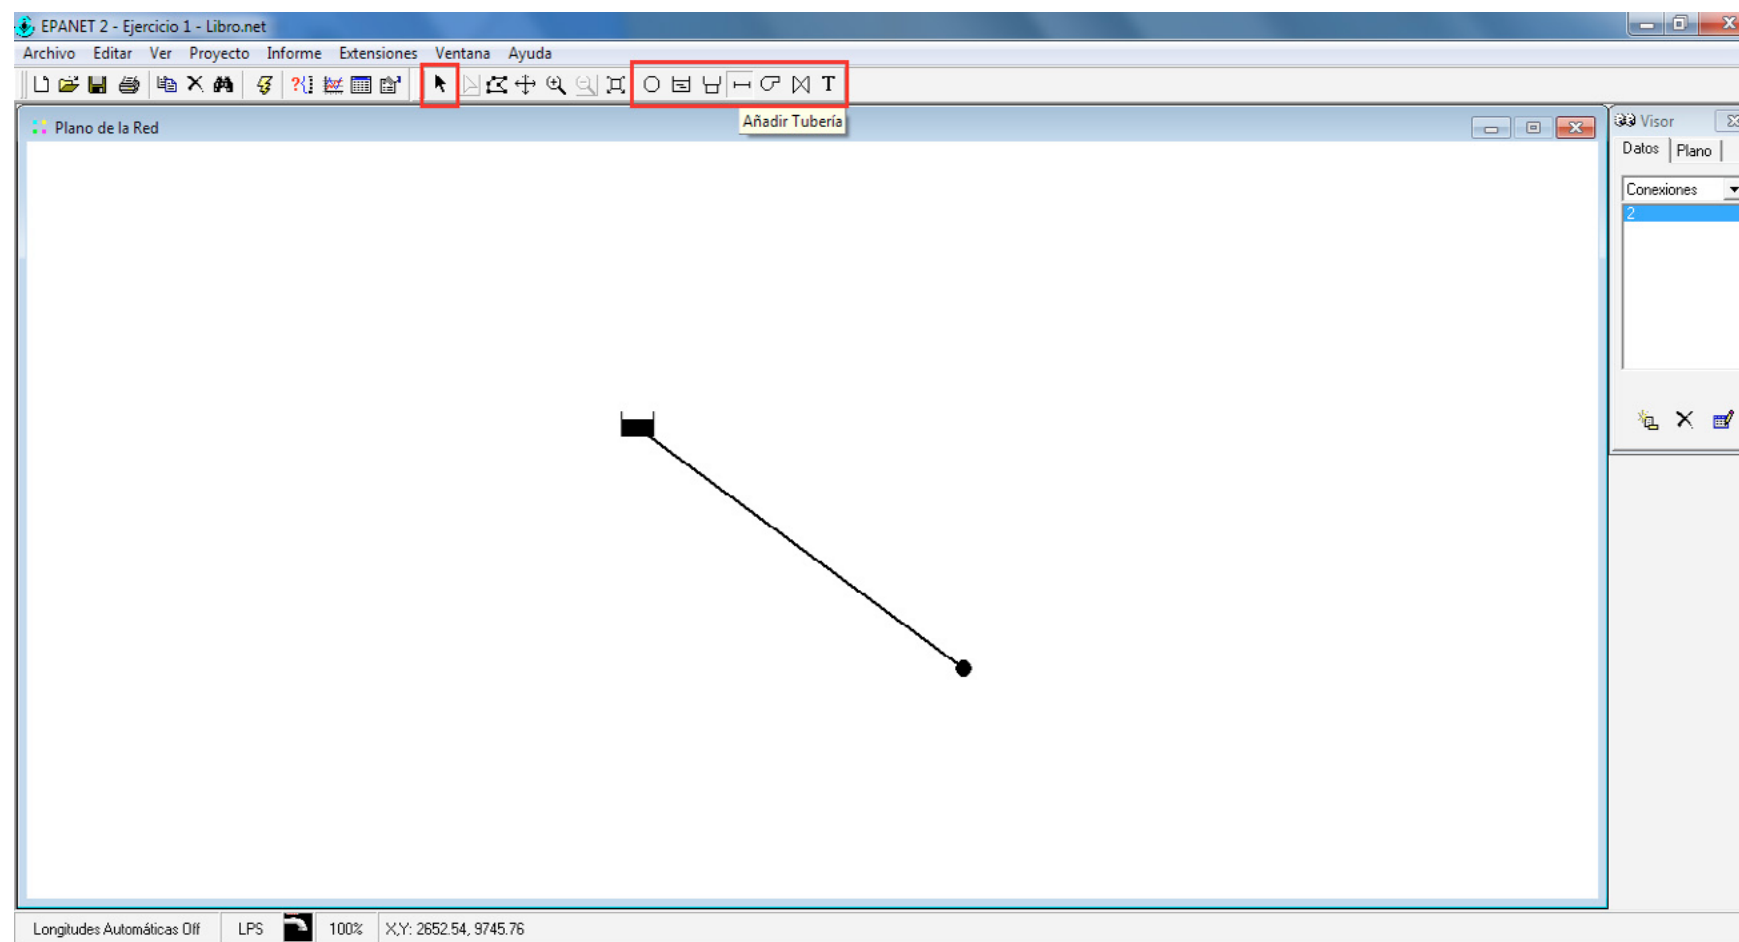 EPANET 2 - Ejercicio 1 - Libro.net
Archivo Editar Ver Proyecto Informe Extensiones Ventana Ayuda
T
Añadir Tubería
Plano de la Red
Visor
Datos Plano
Conexiones
2
Longitudes Automáticas Off LPS 100% X,Y: 2652.54, 9745.76